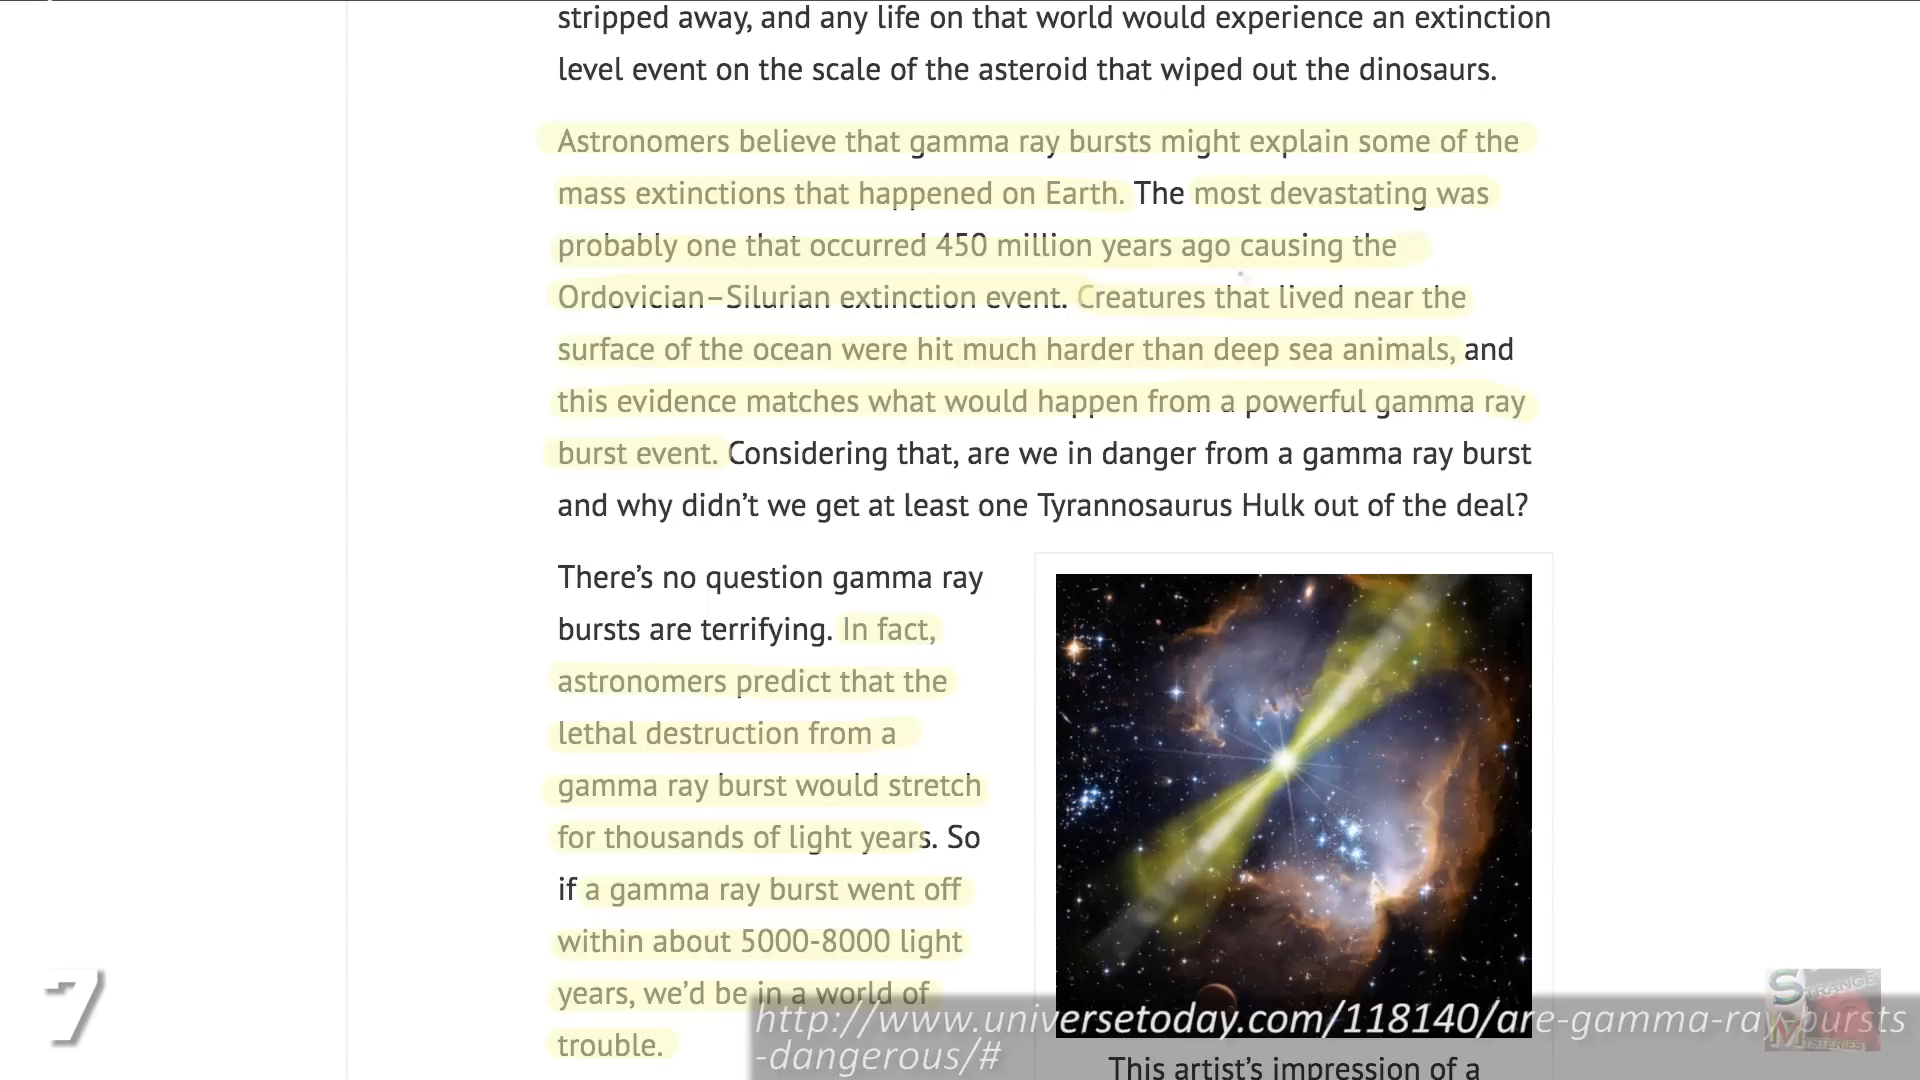 stripped away, and any life on that world would experience an extinction
level event on the scale of the asteroid that wiped out the dinosaurs.
Astronomers believe that gamma ray bursts might explain some of the
mass extinctions that happened on Earth. The most devastating was
probably one that occurred 450 million years ago causing the
Ordovician–Silurian extinction event. Creatures that lived near the
surface of the ocean were hit much harder than deep sea animals, and
this evidence matches what would happen from a powerful gamma ray
burst event. Considering that, are we in danger from a gamma ray burst
and why didn’t we get at least one Tyrannosaurus Hulk out of the deal?
There’s no question gamma ray
bursts are terrifying. In fact,
astronomers predict that the
lethal destruction from a
gamma ray burst would stretch
for thousands of light years. So
if a gamma ray burst went off
within about 5000-8000 light
years, we’d be in a world of
trouble.
This artist’s impression of a
7
http://www.universetoday.com/118140/are-gamma-ray-bursts
-dangerous/#
STRANGE
MYSTERIES